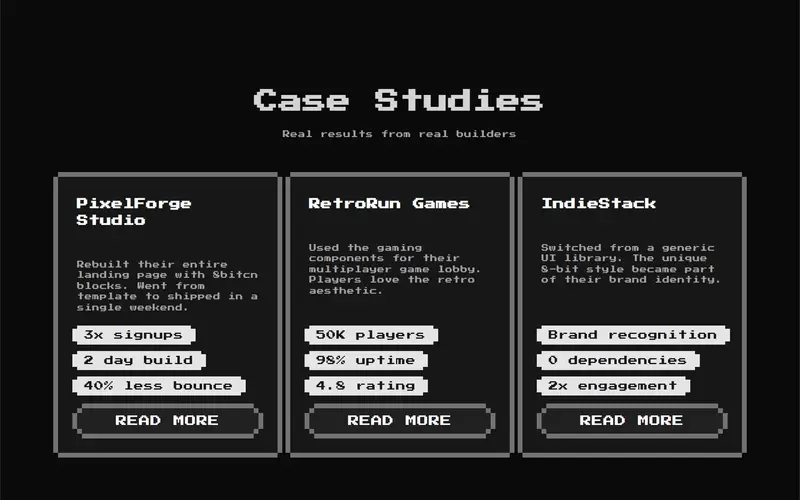 Case Studies
Real results from real builders
PixelForge
Studio
Rebuilt their entire
landing page with 8bitcn
blocks. Went from
template to shipped in a
single weekend.
3x signups
2 day build
40% less bounce
READ MORE
RetroRun Games
Used the gaming
components for their
multiplayer game lobby.
Players love the retro
aesthetic.
50K players
98% uptime
4.8 rating
READ MORE
IndieStack
Switched from a generic
UI library. The unique
8-bit style became part
of their brand identity.
Brand recognition
0 dependencies
2x engagement
READ MORE